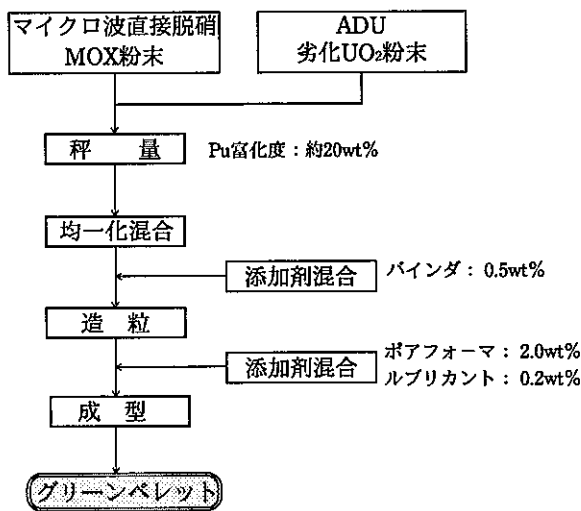 マイクロ波直接脱硝
MOX粉末
ADU
劣化UO₂粉末
秤 量
Pu富化度：約20wt%
均一化混合
添加剤混合
バインダ：0.5wt%
造 粒
添加剤混合
ポアフォーマ：2.0wt%
ルブリカント：0.2wt%
成 型
グリーンペレット